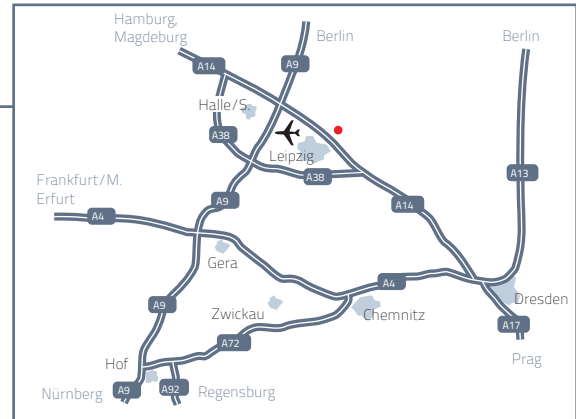 Hamburg,
Magdeburg
Berlin
Berlin
A14
A9
Halle/S.
A38
Leipzig
A38
A13
Frankfurt/M.
Erfurt
A9
A14
A4
Gera
A4
Dresden
A9
Zwickau
Chemnitz
A17
A72
Hof
Prag
Nürnberg
A9
A92
Regensburg